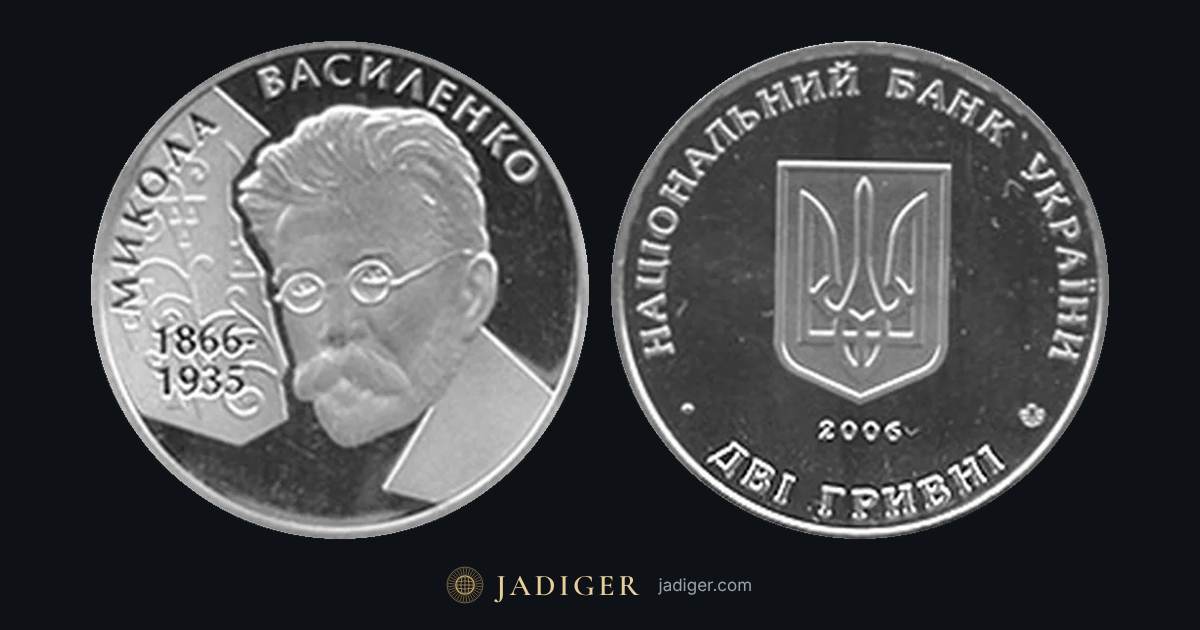 МИКОЛА ВАСИЛЕНКО
1866-
1935
НАЦІОНАЛЬНИЙ БАНК УКРАЇНИ
2006
ДВІ ГРИВНІ
JADIGER jadiger.com